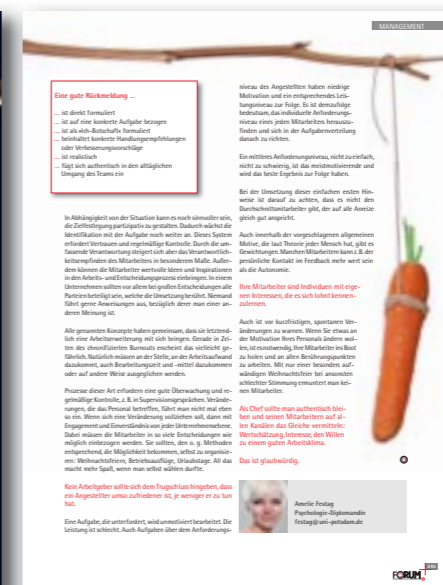 MANAGEMENT
Eine gute Rückmeldung ...
... ist direkt formuliert
... ist auf eine konkrete Aufgabe bezogen
... ist als »Ich-Botschaft« formuliert
... beinhaltet konkrete Handlungsempfehlungen
oder Verbesserungsvorschläge
... ist realistisch
... fügt sich authentisch in den alltäglichen
Umgang des Teams ein
In Abhängigkeit von der Situation kann es noch sinnvoller sein,
die Zielfestlegung partizipativ zu gestalten. Dadurch wächst die
Identifikation mit der Aufgabe noch weiter an. Dieses System
erfordert Vertrauen und regelmäßige Kontrolle. Durch die um-
fassende Verantwortung steigert sich aber das Verantwortlich-
keitsempfinden des Mitarbeiters in besonderem Maße. Außer-
dem können die Mitarbeiter wertvolle Ideen und Inspirationen
in den Arbeits- und Entscheidungsprozess einbringen. In einem
Unternehmen sollten vor allem bei großen Entscheidungen alle
Parteien beteiligt sein, welche die Umsetzung berührt. Niemand
führt gerne Anweisungen aus, bezüglich derer man einer an-
deren Meinung ist.
Alle genannten Konzepte haben gemeinsam, dass sie letztend-
lich eine Arbeitserweiterung mit sich bringen. Gerade in Zei-
ten des chronifizierten Burnouts erscheint das vielleicht ge-
fährlich. Natürlich müssen an der Stelle, an der Arbeitsaufwand
dazukommt, auch Bearbeitungszeit und -mittel dazukommen
oder auf andere Weise ausgeglichen werden.
Prozesse dieser Art erfordern eine gute Überwachung und re-
gelmäßige Kontrolle, z. B. in Supervisionsgesprächen. Verände-
rungen, die das Personal betreffen, führt man nicht mal eben
so ein. Wenn sich eine Veränderung vollziehen soll, dann mit
Engagement und Einverständnis von jeder Unternehmensebene.
Dabei müssen die Mitarbeiter in so viele Entscheidungen wie
möglich einbezogen werden. Sie sollten, den o. g. Methoden
entsprechend, die Möglichkeit bekommen, selbst zu organisie-
ren: Weihnachtsfeiern, Betriebsausflüge, Urlaubstage. All das
macht mehr Spaß, wenn man selbst wählen durfte.
Kein Arbeitgeber sollte sich dem Trugschluss hingeben, dass
ein Angestellter umso zufriedener ist, je weniger er zu tun
hat.
Eine Aufgabe, die unterfordert, wird unmotiviert bearbeitet. Die
Leistung ist schlecht. Auch Aufgaben über dem Anforderungs-
niveau des Angestellten haben niedrige
Motivation und ein entsprechendes Leis-
tungsniveau zur Folge. Es ist demzufolge
bedeutsam, das individuelle Anforderungs-
niveau eines jeden Mitarbeiters herauszu-
finden und sich in der Aufgabenverteilung
danach zu richten.
Ein mittleres Anforderungsniveau, nicht zu einfach,
nicht zu schwierig, ist das meistmotivierende und
wird das beste Ergebnis zur Folge haben.
Bei der Umsetzung dieser einfachen ersten Hin-
weise ist darauf zu achten, dass es nicht den
Durchschnittsmitarbeiter gibt, der auf alle Anreize
gleich gut anspricht.
Auch innerhalb der vorgeschlagenen allgemeinen
Motive, die laut Theorie jeder Mensch hat, gibt es
Gewichtungen. Manchen Mitarbeitern kann z. B. der
persönliche Kontakt im Feedback mehr wert sein
als die Autonomie.
Ihre Mitarbeiter sind Individuen mit eige-
nen Interessen, die es sich lohnt kennen-
zulernen.
Auch ist vor kurzfristigen, spontanen Ver-
änderungen zu warnen. Wenn Sie etwas an
der Motivation Ihres Personals ändern wol-
len, ist es notwendig, Ihre Mitarbeiter ins Boot
zu holen und an allen Berührungspunkten
zu arbeiten. Mit nur einer besonders auf-
wändigen Weihnachtsfeier bei ansonsten
schlechter Stimmung ermuntert man kei-
nen Mitarbeiter.
Als Chef sollte man authentisch blei-
ben und seinen Mitarbeitern auf al-
len Kanälen das Gleiche vermitteln:
Wertschätzung, Interesse, den Willen
zu einem guten Arbeitsklima.
Das ist glaubwürdig.
Amelie Festag
Psychologie-Diplomandin
festag@uni-potsdam.de
FORUM